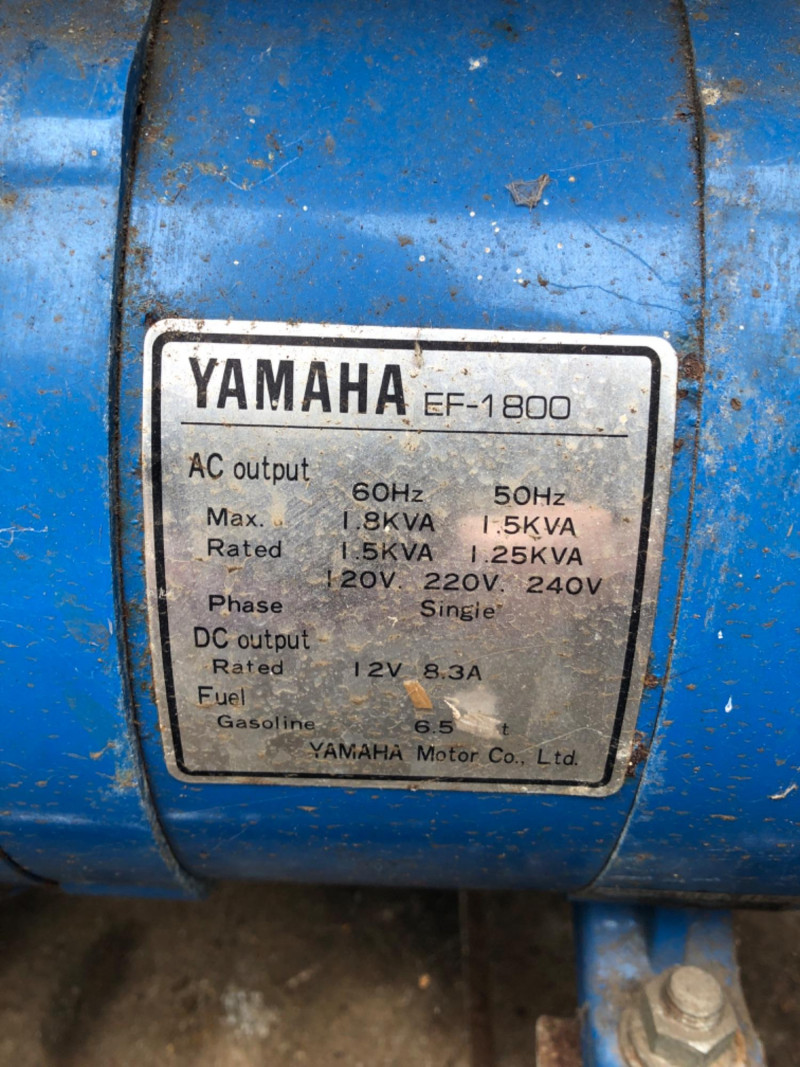 YAMAHA EF-1800
AC output
60Hz 50Hz
Max. 1.8KVA 1.5KVA
Rated 1.5KVA 1.25KVA
120V. 220V. 240V
Phase Single
DC output
Rated 12V 8.3A
Fuel
Gasoline 6.5
YAMAHA Motor Co., Ltd.